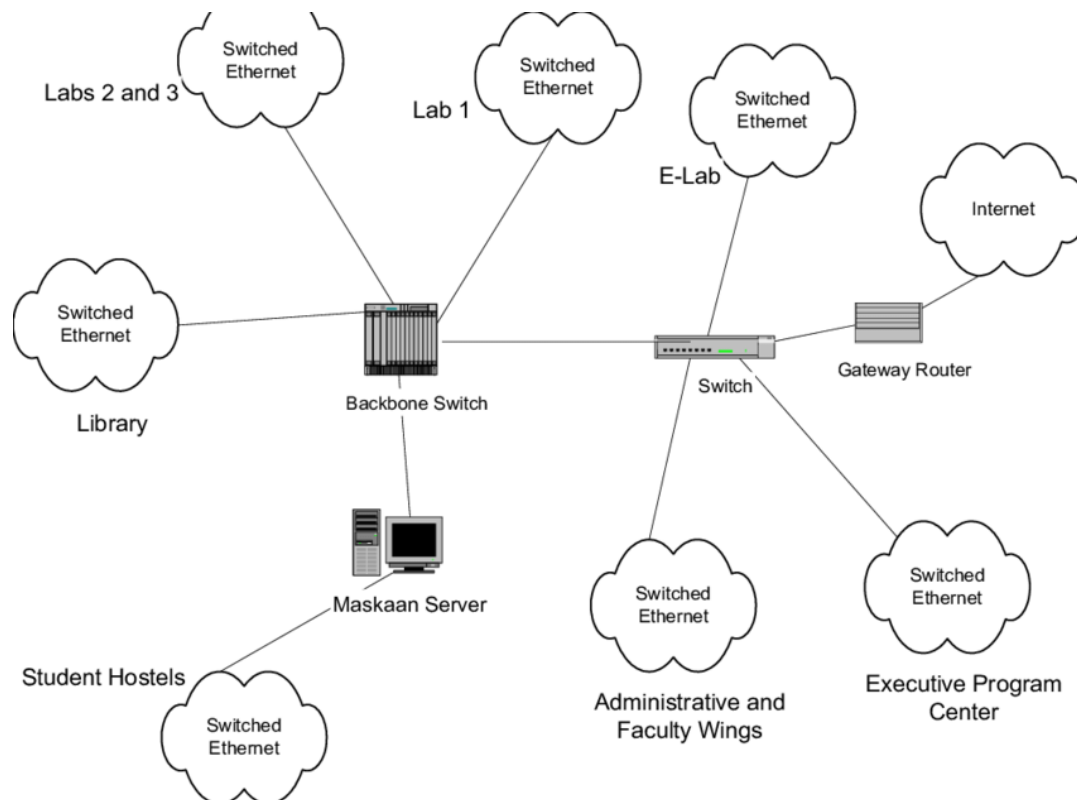 Switched
Ethernet
Labs 2 and 3
Switched
Ethernet
Lab 1
Switched
Ethernet
E-Lab
Internet
Switched
Ethernet
Library
Backbone Switch
Switch
Gateway Router
Maskaan Server
Student Hostels
Switched
Ethernet
Switched
Ethernet
Administrative and
Faculty Wings
Switched
Ethernet
Executive Program
Center